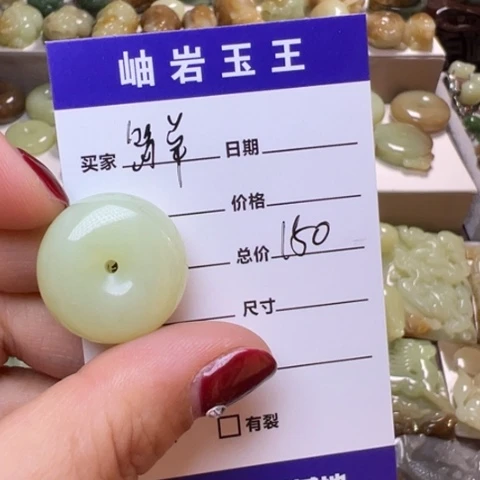 岫岩玉王
买家 日期
价格
总价 150
尺寸
有裂